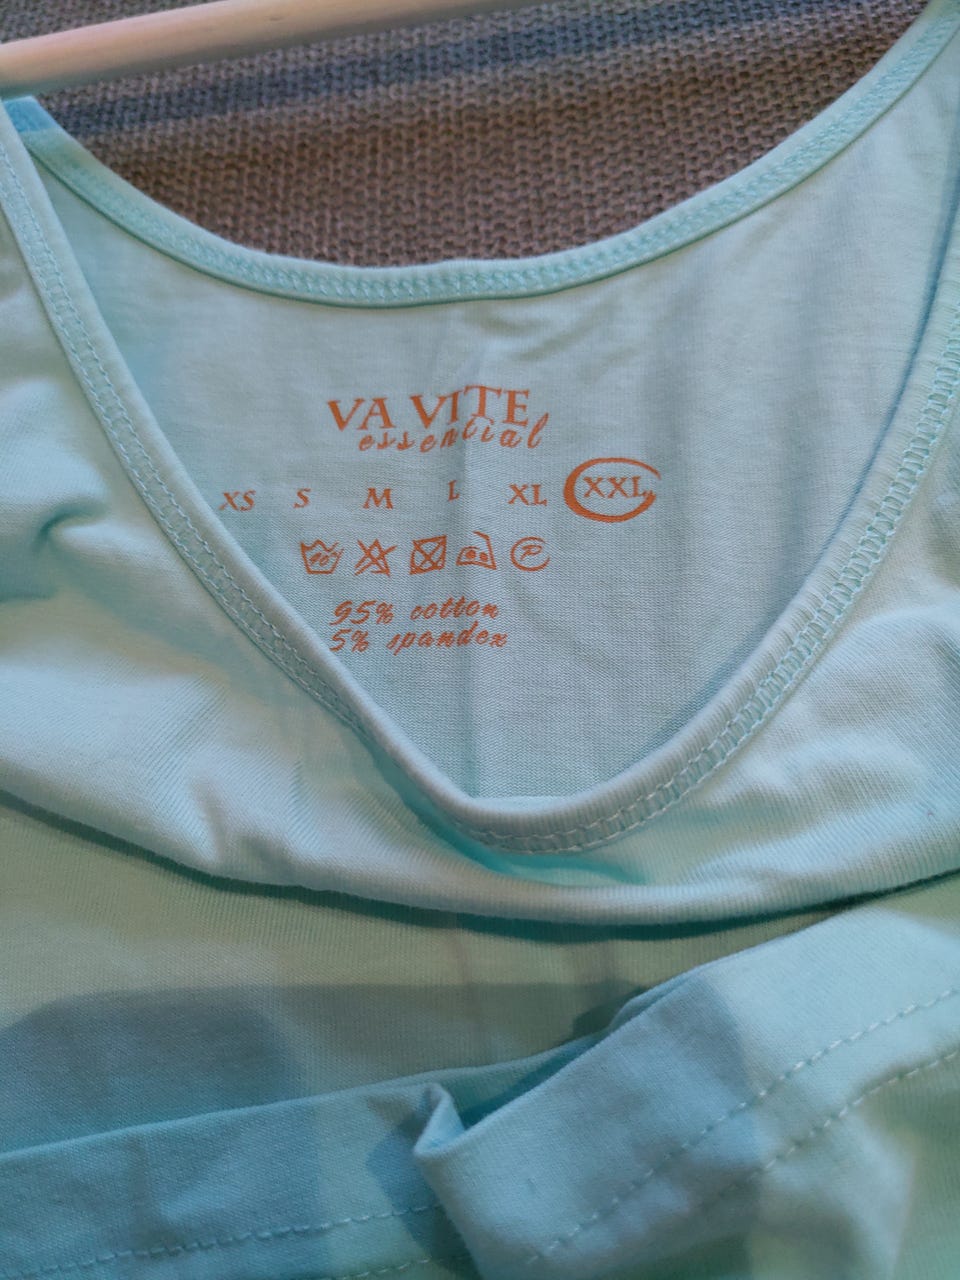 VA VITE
essential
XS S M L XL XXL
P
95% cotton
5% spandex